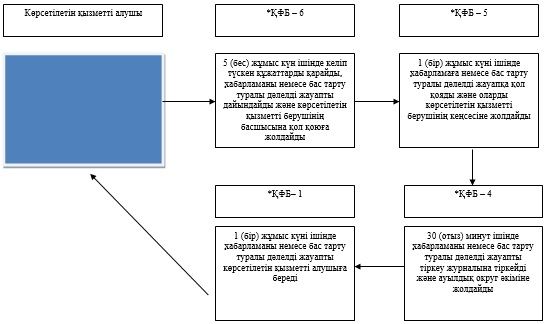 Көрсетілетін қызметті алушы
*ҚФБ – 6
*ҚФБ – 5
5 (бес) жұмыс күн ішінде келіп
түскен құжаттарды қарайды,
хабарламаны немесе бас тарту
туралы дәлелді жауапты
дайындайды және көрсетілетін
қызметті берушінің
басшысына қол қоюға
жолдайды
1 (бір) жұмыс күні ішінде
хабарламаға немесе бас тарту
туралы дәлелді жауапқа қол
қояды және оларды
көрсетілетін қызметті
берушінің кеңсесіне жолдайды
*ҚФБ– 1
*ҚФБ – 4
1 (бір) жұмыс күні ішінде
хабарламаны немесе бас тарту
туралы дәлелді жауапты
көрсетілетін қызметті алушыға
береді
30 (отыз) минут ішінде
хабарламаны немесе бас тарту
туралы дәлелді жауапты
тіркеу журналына тіркейді
және ауылдық округ әкіміне
жолдайды